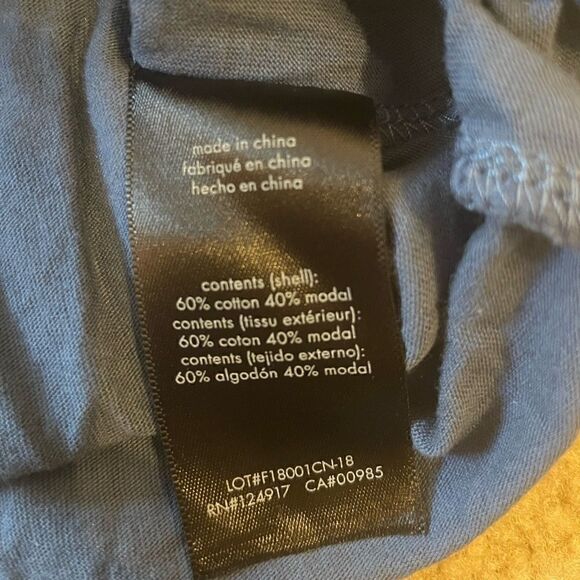 made in china
fabriqué en china
hecho en china
contents (shell):
60% cotton 40% modal
contents (tissu extérieur):
60% coton 40% modal
contents (tejido externo):
60% algodón 40% modal
LOT#F18001CN-18
RN#124917 CA#00985